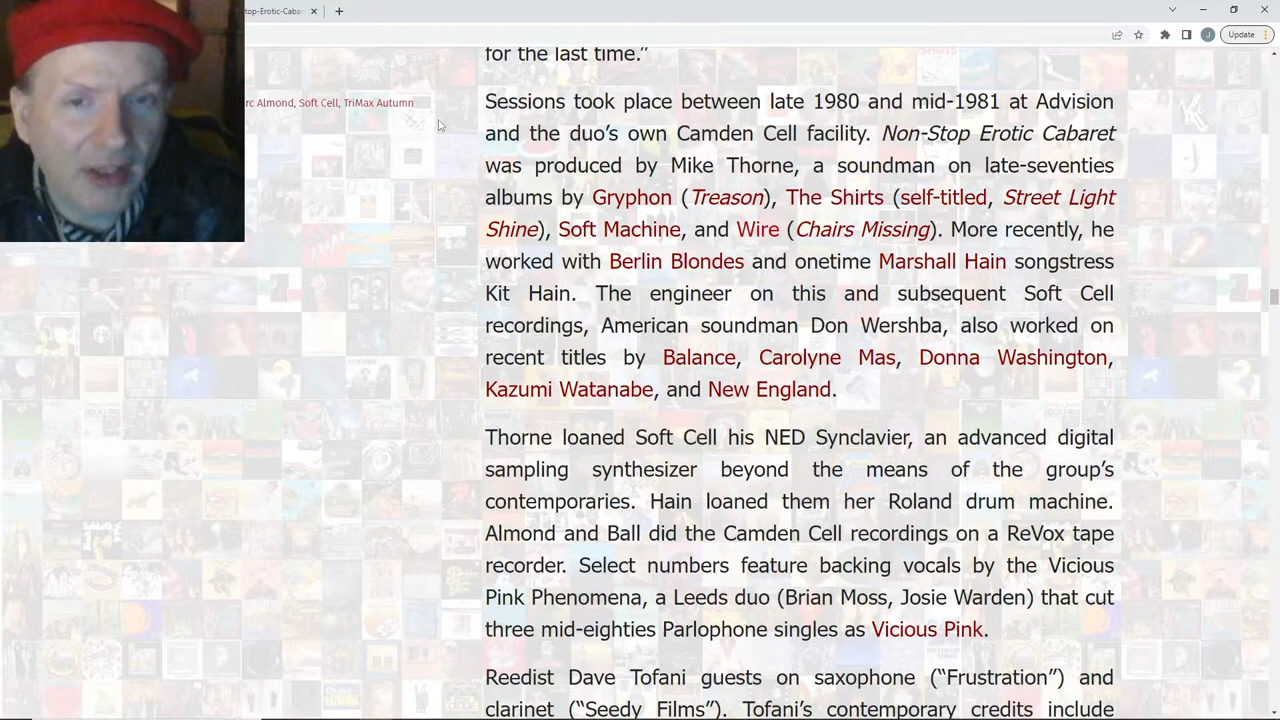 top-Erotic-Caba
Update
for the last time.”
rc Almond, Soft Cell, TriMax Autumn
Sessions took place between late 1980 and mid-1981 at Advision
and the duo’s own Camden Cell facility. Non-Stop Erotic Cabaret
was produced by Mike Thorne, a soundman on late-seventies
albums by Gryphon (Treason), The Shirts (self-titled, Street Light
Shine), Soft Machine, and Wire (Chairs Missing). More recently, he
worked with Berlin Blondes and onetime Marshall Hain songstress
Kit Hain. The engineer on this and subsequent Soft Cell
recordings, American soundman Don Wershba, also worked on
recent titles by Balance, Carolyne Mas, Donna Washington,
Kazumi Watanabe, and New England.
Thorne loaned Soft Cell his NED Synclavier, an advanced digital
sampling synthesizer beyond the means of the group’s
contemporaries. Hain loaned them her Roland drum machine.
Almond and Ball did the Camden Cell recordings on a ReVox tape
recorder. Select numbers feature backing vocals by the Vicious
Pink Phenomena, a Leeds duo (Brian Moss, Josie Warden) that cut
three mid-eighties Parlophone singles as Vicious Pink.
Reedist Dave Tofani guests on saxophone (“Frustration”) and
clarinet (“Seedy Films”). Tofani’s contemporary credits include